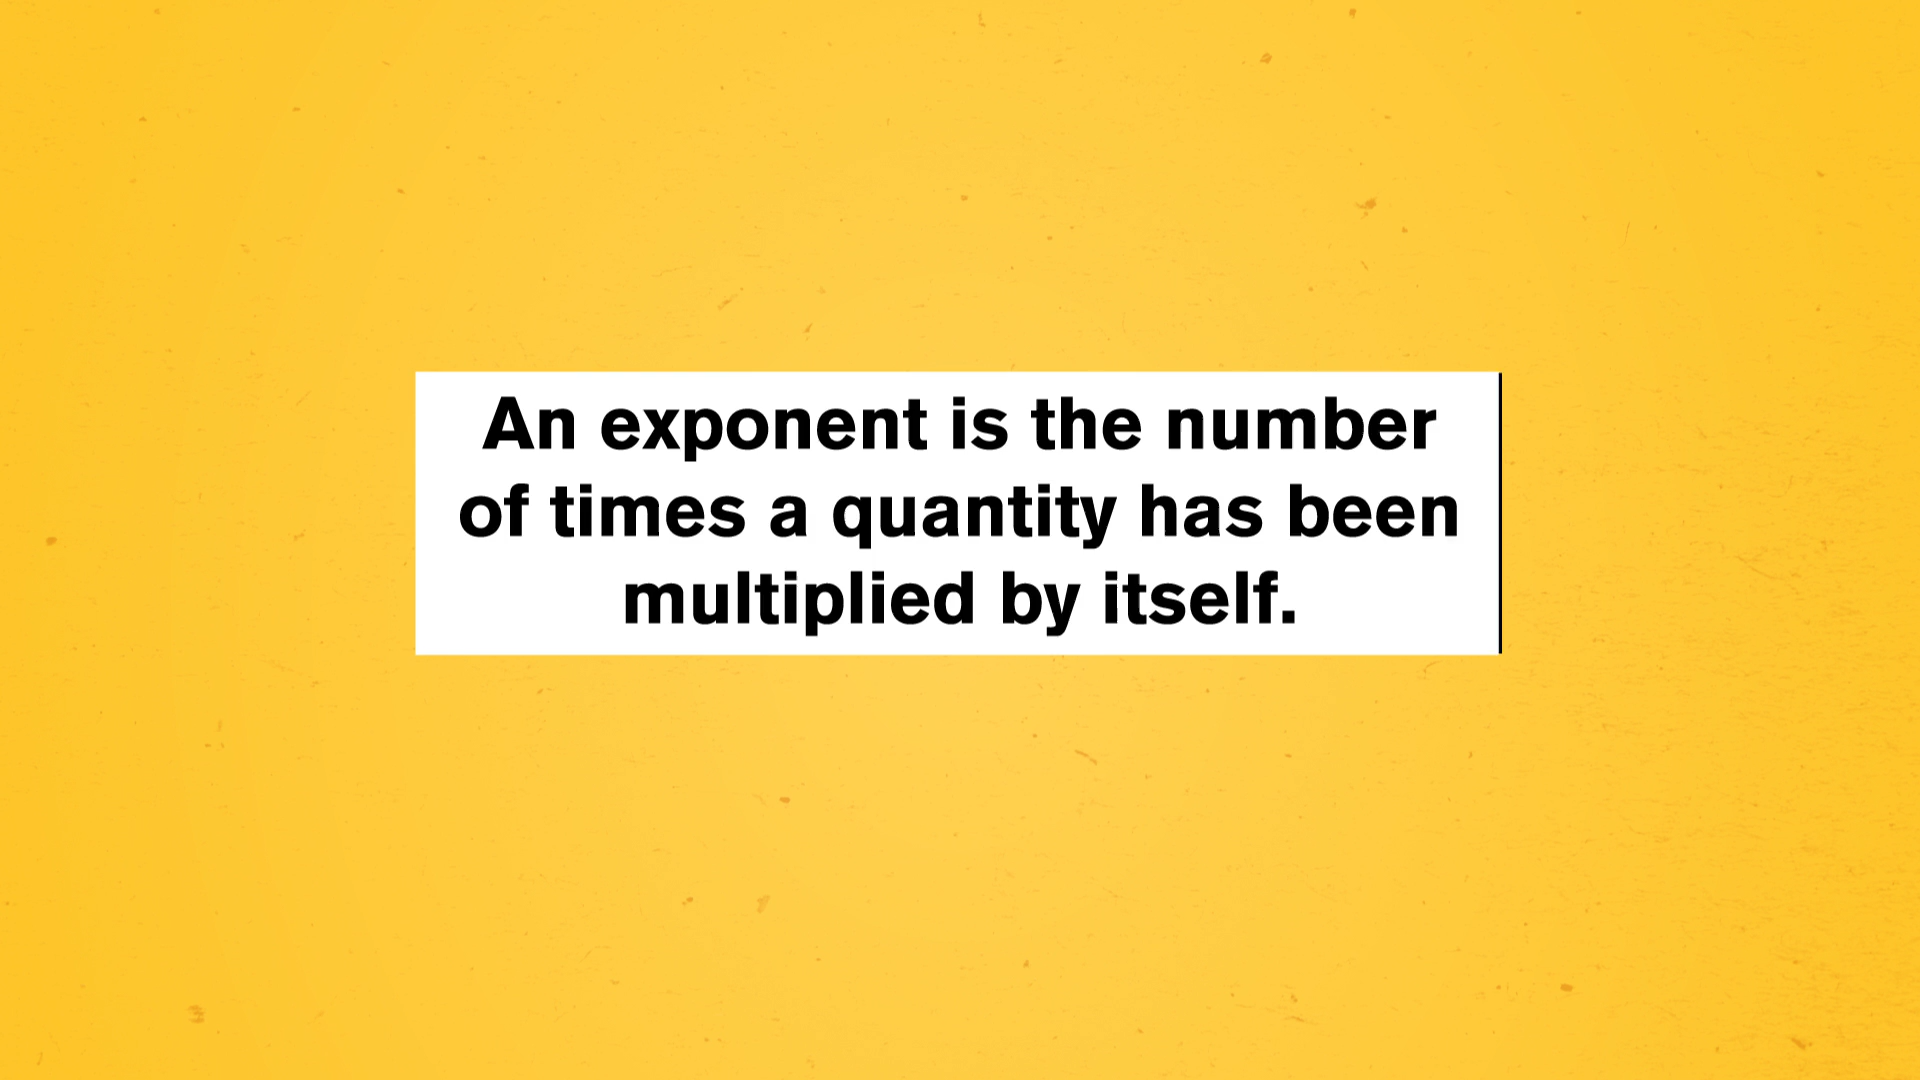 An exponent is the number
of times a quantity has been
multiplied by itself.